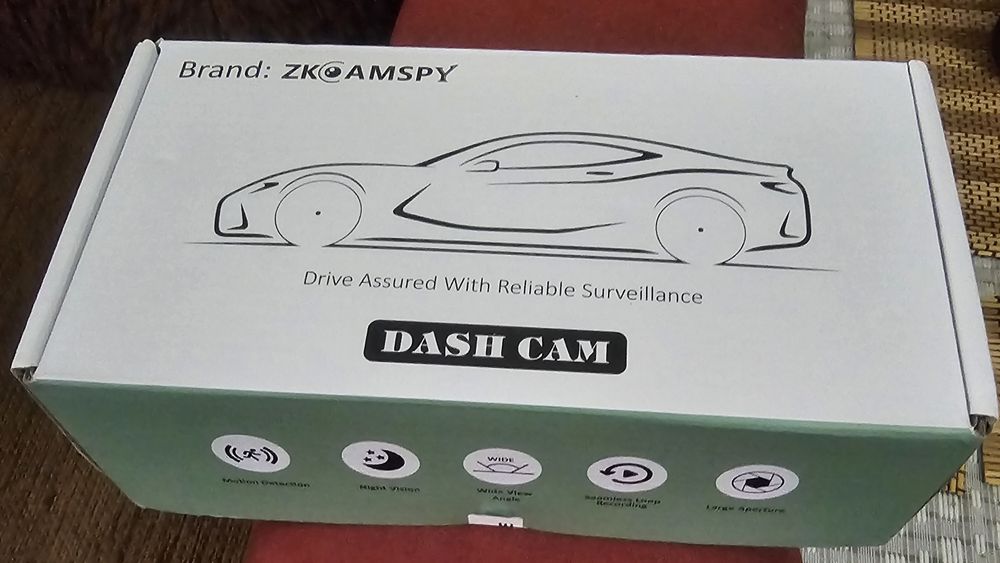 Brand: ZKCAMSPY
Drive Assured With Reliable Surveillance
DASH CAM
WIDE
Motion Detection
Night Vision
Wide View
Angle
Seamless Loop
Recording
Large Aperture